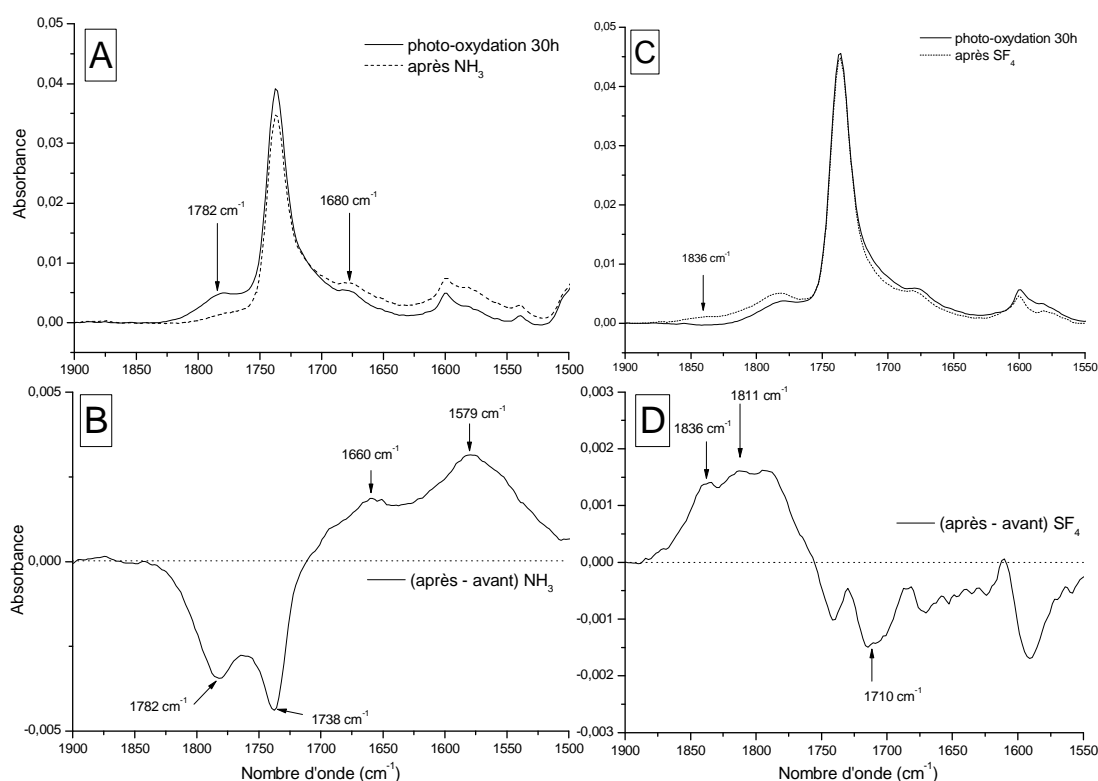 A
photo-oxydation 30h
après NH₃
1782 cm⁻¹
1680 cm⁻¹
0,05
0,04
0,03
0,02
0,01
0,00
Absorbance
1900 1850 1800 1750 1700 1650 1600 1550 1500
C
photo-oxydation 30h
après SF₄
1836 cm⁻¹
0,05
0,04
0,03
0,02
0,01
0,00
1900 1850 1800 1750 1700 1650 1600 1550
B
1660 cm⁻¹
1579 cm⁻¹
(après - avant) NH₃
1782 cm⁻¹
1738 cm⁻¹
0,005
0,000
-0,005
Absorbance
1900 1850 1800 1750 1700 1650 1600 1550 1500
Nombre d'onde (cm⁻¹)
D
1811 cm⁻¹
1836 cm⁻¹
(après - avant) SF₄
1710 cm⁻¹
0,003
0,002
0,001
0,000
-0,001
-0,002
-0,003
1900 1850 1800 1750 1700 1650 1600 1550
Nombre d'onde (cm⁻¹)